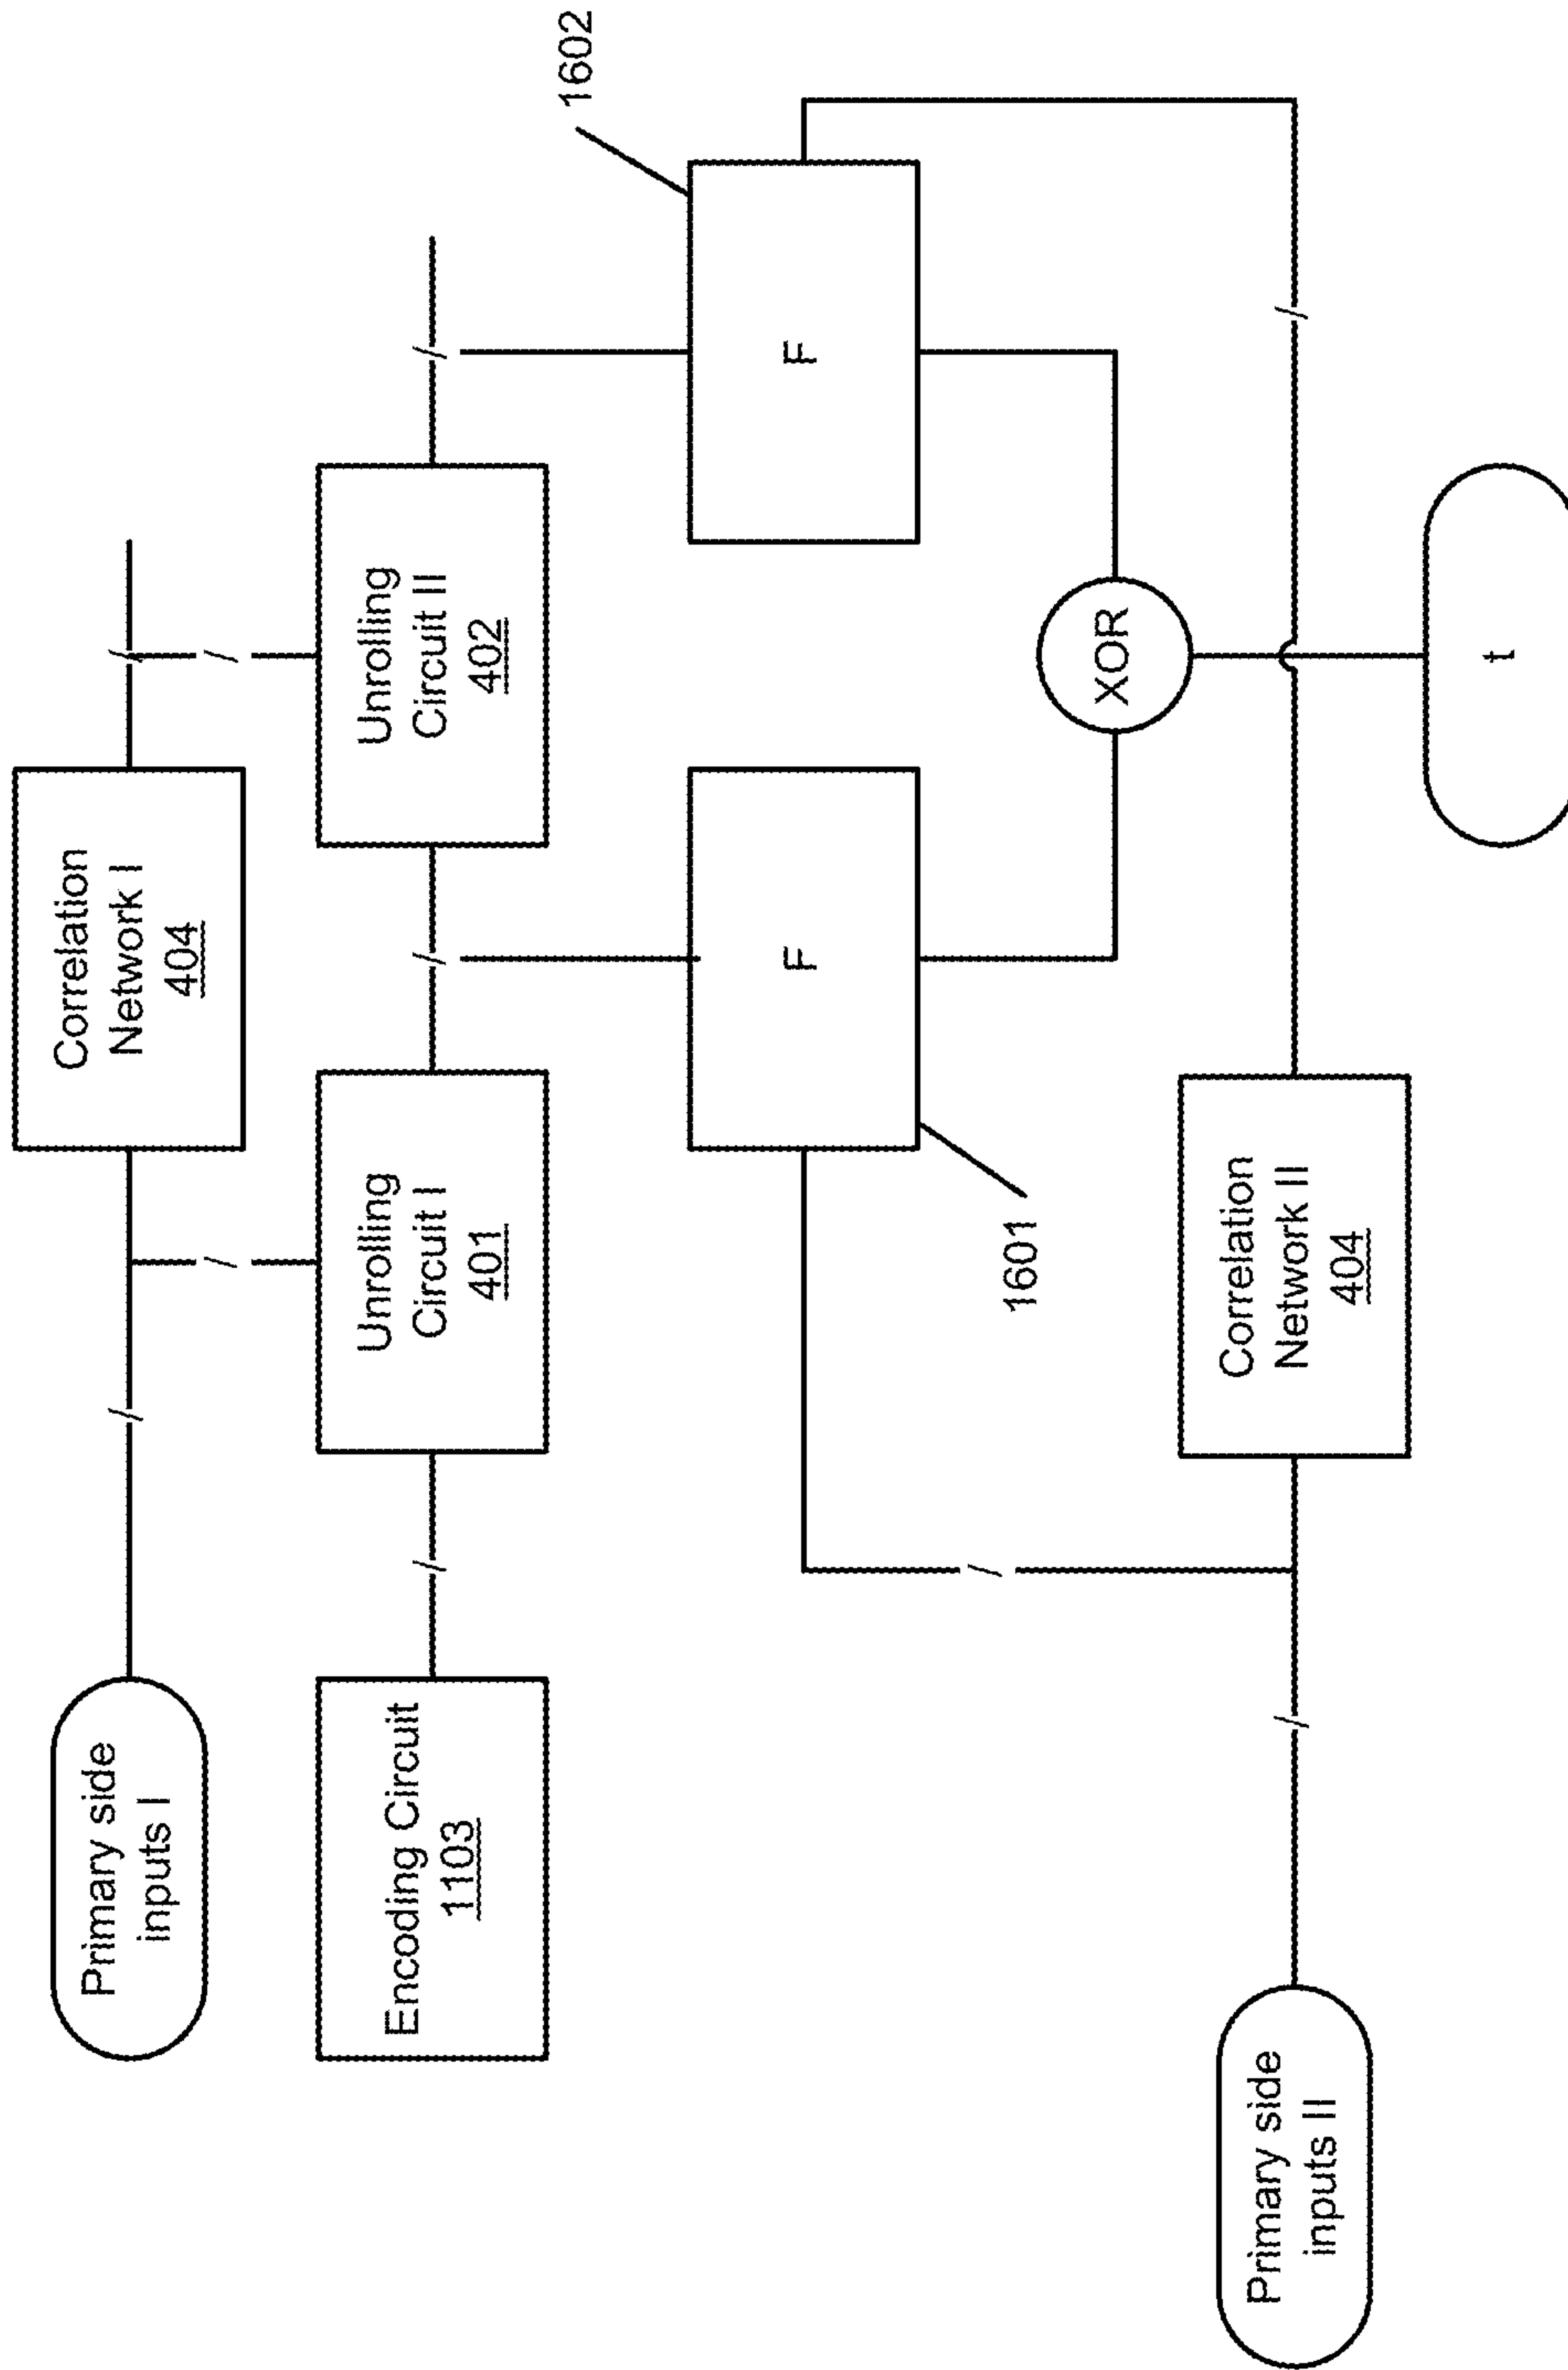 Primary side
inputs I
Correlation
Network I
404
Encoding Circuit
1103
Unrolling
Circuit I
401
Unrolling
Circuit II
402
1602
F
F
1601
XOR
Primary side
inputs II
Correlation
Network II
404
t